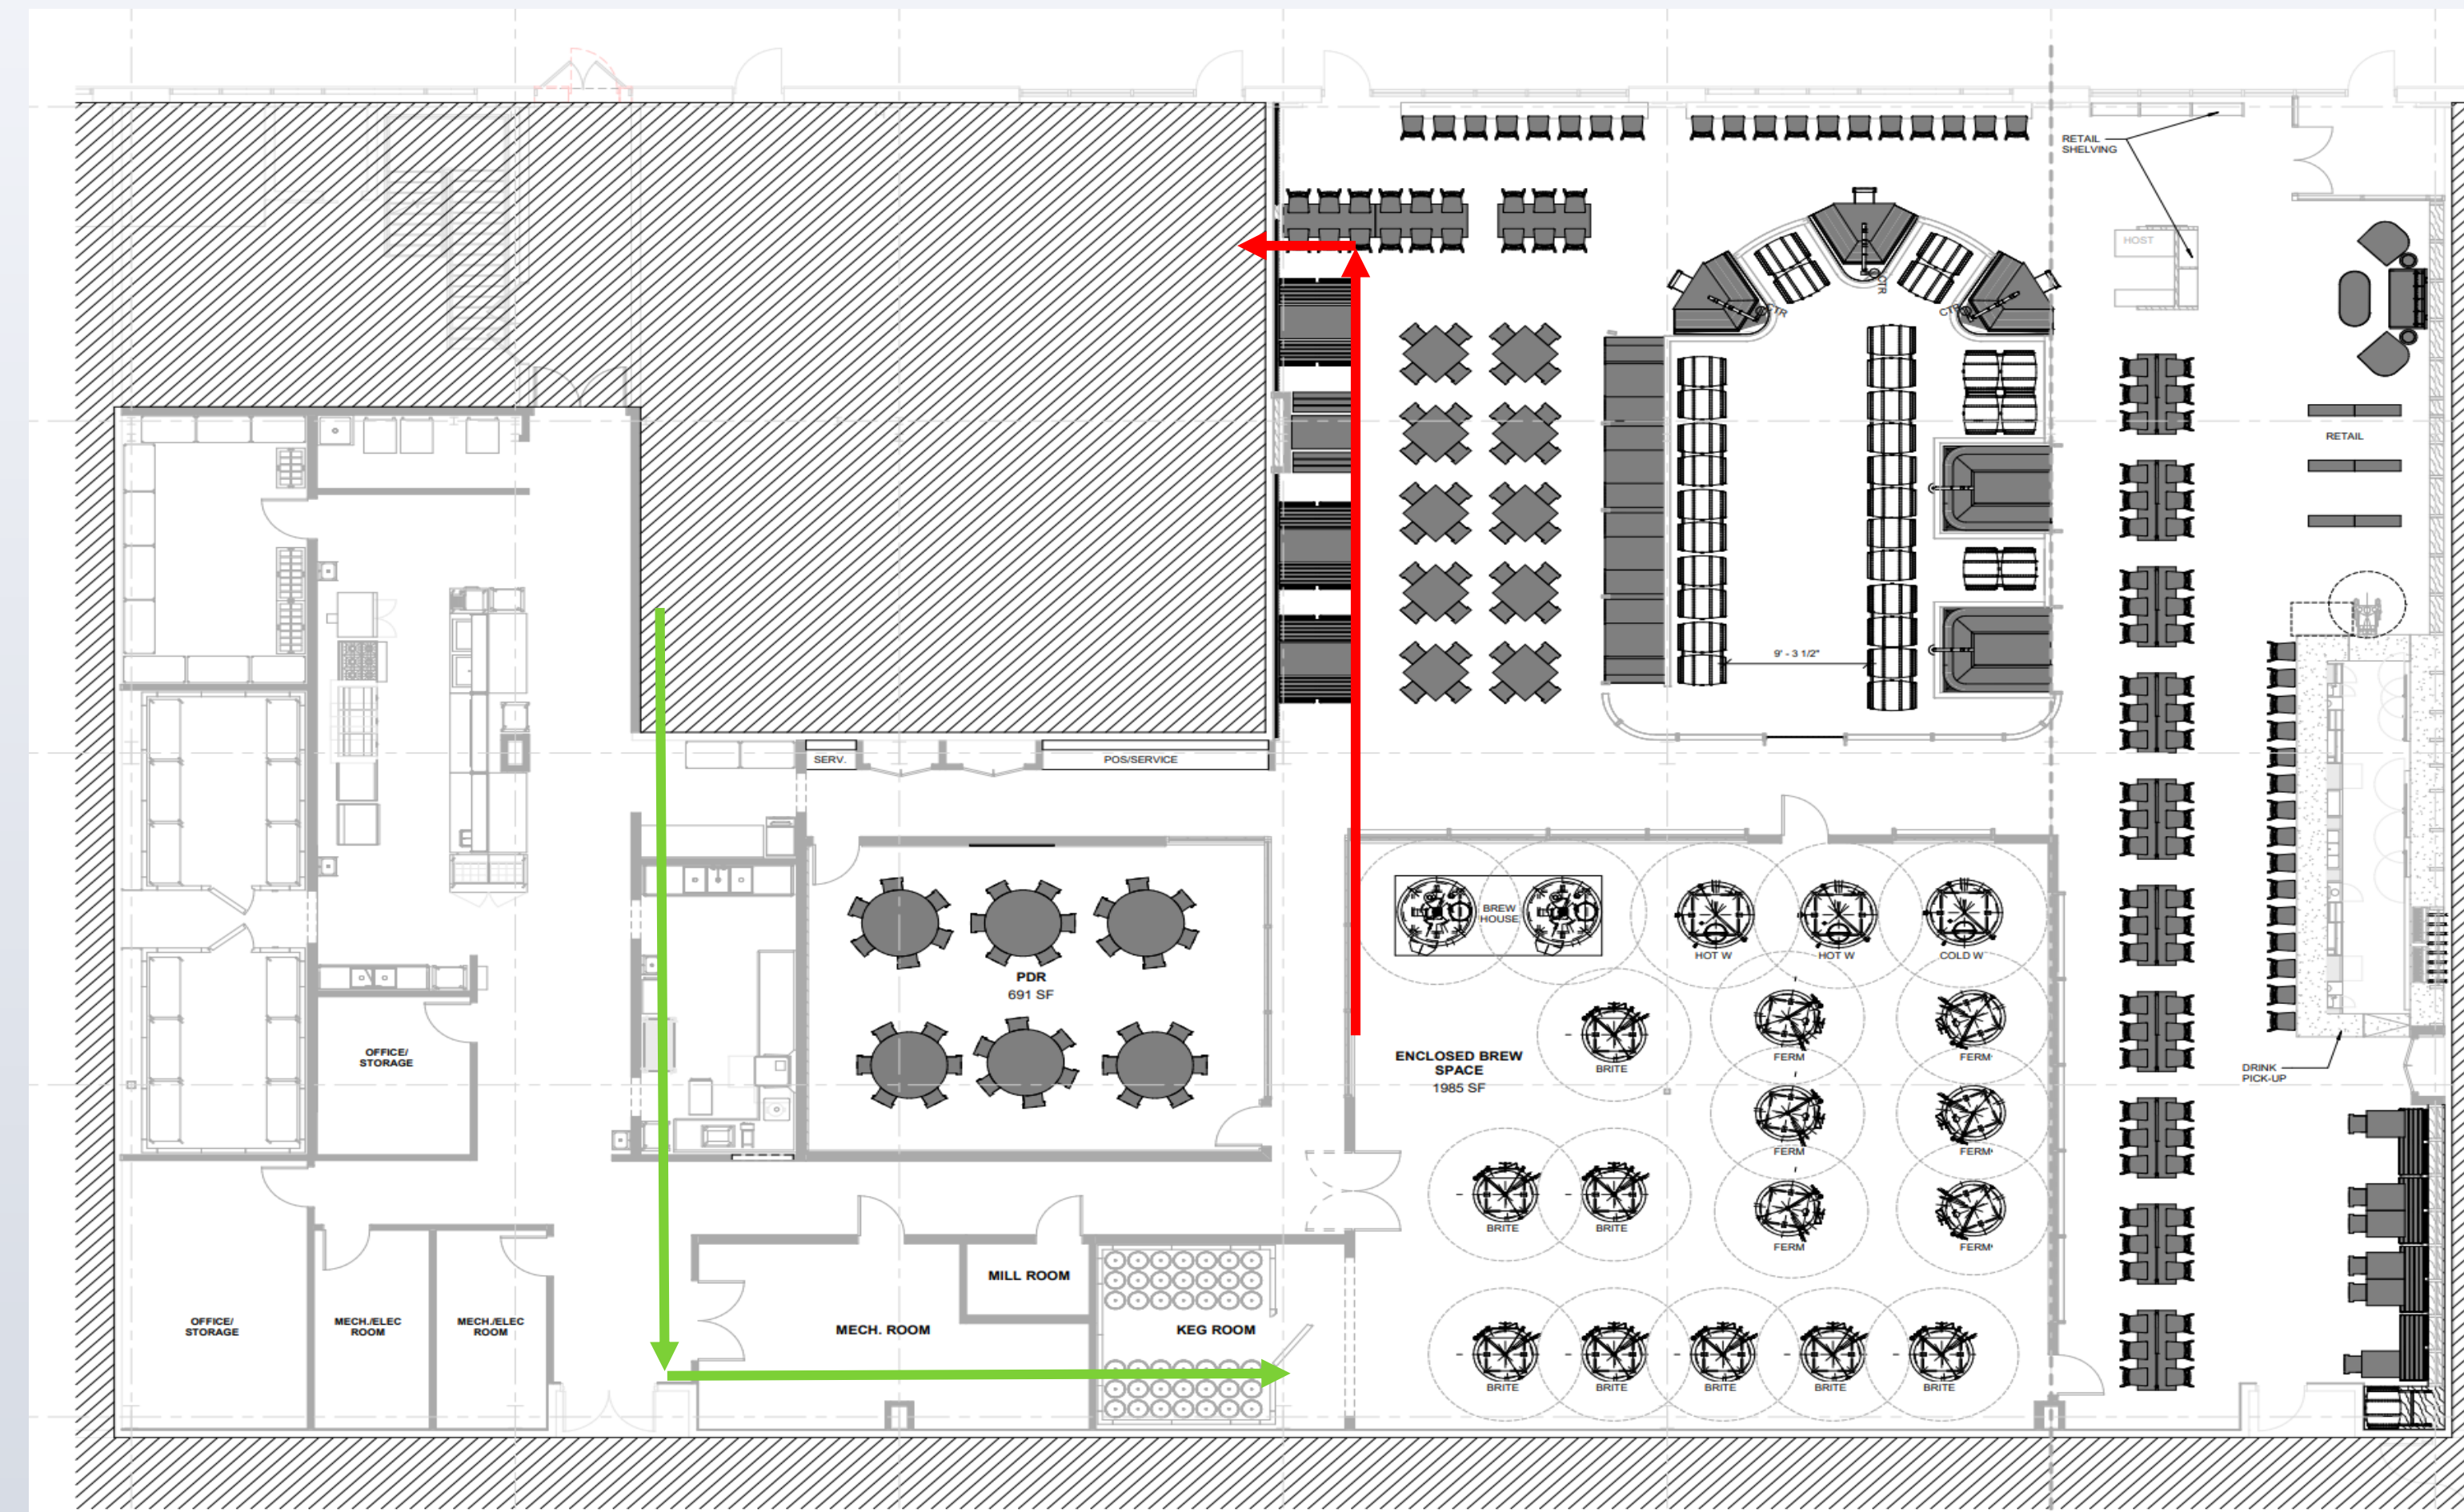 RETAIL
SHELVING
HOST
CTR
CTR
CTR
RETAIL
9' - 3 1/2"
SERV.
POS/SERVICE
BREW
HOUSE
HOT W
HOT W
COLD W
PDR
691 SF
ENCLOSED BREW
SPACE
1985 SF
BRITE
FERM
FERM
OFFICE/
STORAGE
DRINK
PICK-UP
FERM
FERM
BRITE
BRITE
FERM
FERM
MILL ROOM
OFFICE/
STORAGE
MECH./ELEC
ROOM
MECH./ELEC
ROOM
MECH. ROOM
KEG ROOM
BRITE
BRITE
BRITE
BRITE
BRITE